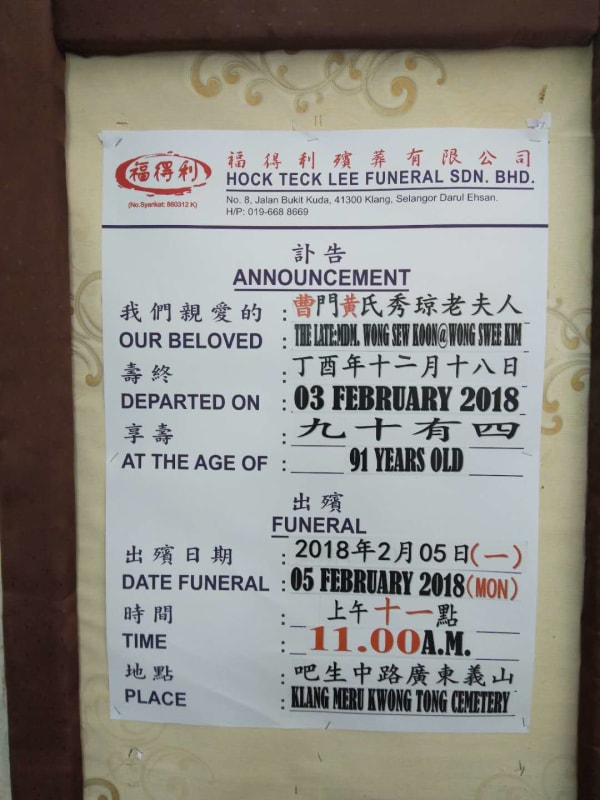 福得利
(No.Syarikat: 860312 K)
福得利殯葬有限公司
HOCK TECK LEE FUNERAL SDN. BHD.
No. 8, Jalan Bukit Kuda, 41300 Klang, Selangor Darul Ehsan.
H/P: 019-668 8669
訃告
ANNOUNCEMENT
我們親愛的 : 曹門黃氏秀琼老夫人
OUR BELOVED : THE LATE:MDM. WONG SEW KOON@WONG SWEE KIM
壽終 : 丁酉年十二月十八日
DEPARTED ON : 03 FEBRUARY 2018
享壽 : 九十有四
AT THE AGE OF : 91 YEARS OLD
出殯
FUNERAL
出殯日期 : 2018年2月05日(一)
DATE FUNERAL : 05 FEBRUARY 2018(MON)
時間 : 上午十一點
TIME : 11.00A.M.
地點 : 吧生中路廣東義山
PLACE : KLANG MERU KWONG TONG CEMETERY